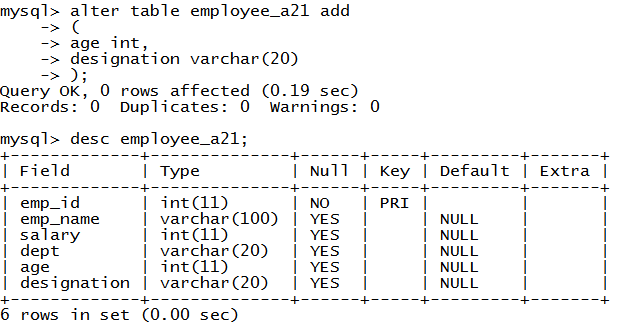 mysql> alter table employee_a21 add
    -> (
    -> age int,
    -> designation varchar(20)
    -> );
Query OK, 0 rows affected (0.19 sec)
Records: 0  Duplicates: 0  Warnings: 0

mysql> desc employee_a21;
+-------------+--------------+------+-----+---------+-------+
| Field       | Type         | Null | Key | Default | Extra |
+-------------+--------------+------+-----+---------+-------+
| emp_id      | int(11)      | NO   | PRI |         |       |
| emp_name    | varchar(100) | YES  |     | NULL    |       |
| salary      | int(11)      | YES  |     | NULL    |       |
| dept        | varchar(20)  | YES  |     | NULL    |       |
| age         | int(11)      | YES  |     | NULL    |       |
| designation | varchar(20)  | YES  |     | NULL    |       |
+-------------+--------------+------+-----+---------+-------+
6 rows in set (0.00 sec)